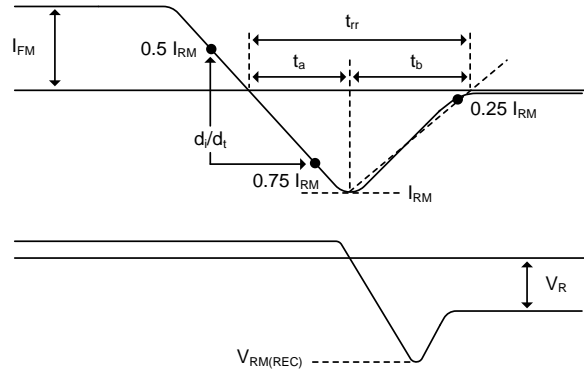 t_rr
I_FM
0.5 I_RM
t_a
t_b
0.25 I_RM
d_i/d_t
0.75 I_RM
I_RM
V_R
V_RM(REC)